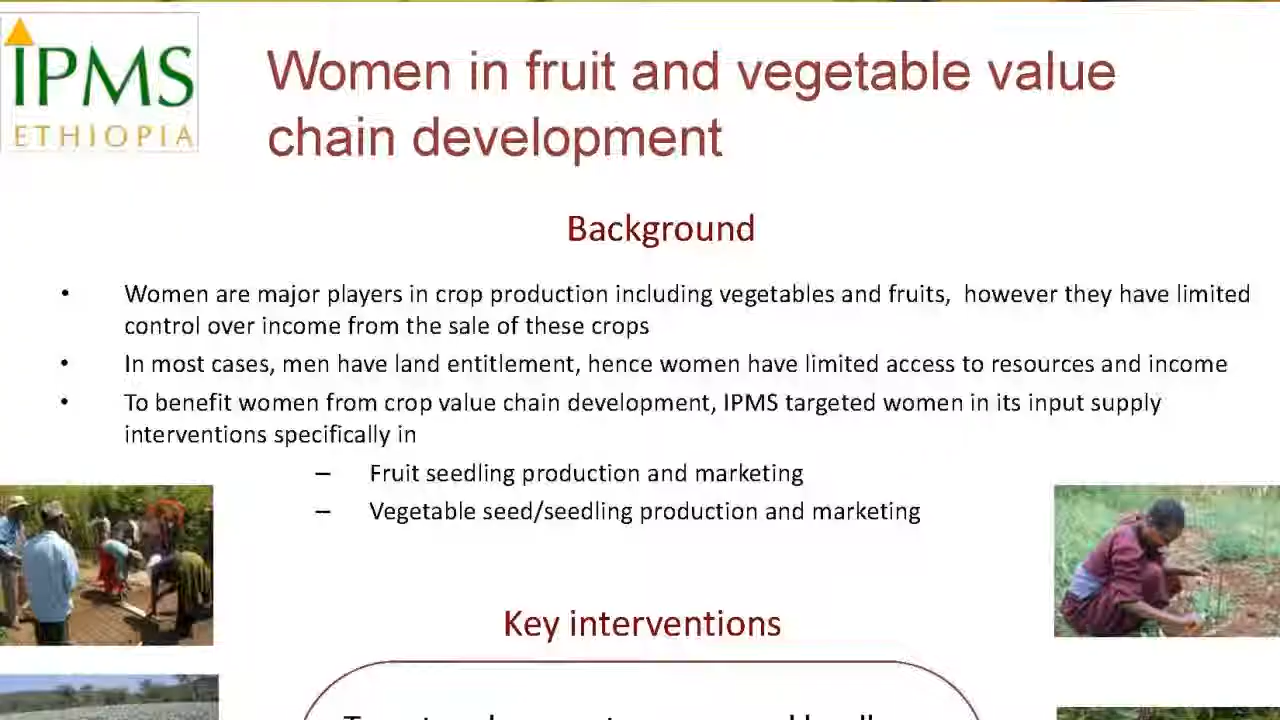 IPMS
ETHIOPIA
Women in fruit and vegetable value
chain development
Background
• Women are major players in crop production including vegetables and fruits, however they have limited
control over income from the sale of these crops
• In most cases, men have land entitlement, hence women have limited access to resources and income
• To benefit women from crop value chain development, IPMS targeted women in its input supply
interventions specifically in
– Fruit seedling production and marketing
– Vegetable seed/seedling production and marketing
Key interventions